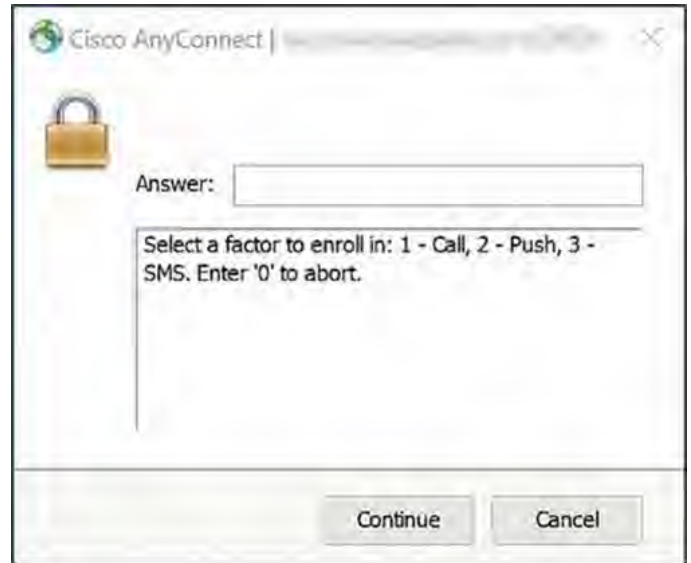 Cisco AnyConnect |
Answer:
Select a factor to enroll in: 1 - Call, 2 - Push, 3 -
SMS. Enter '0' to abort.
Continue
Cancel